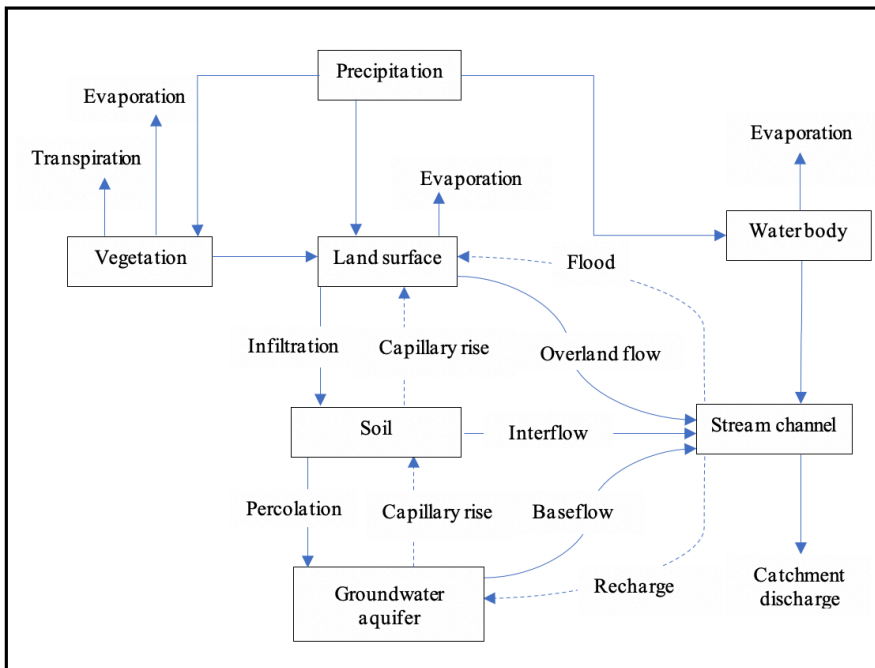 Precipitation
Evaporation
Transpiration
Evaporation
Evaporation
Vegetation
Land surface
Water body
Flood
Infiltration
Capillary rise
Overland flow
Soil
Interflow
Stream channel
Percolation
Capillary rise
Baseflow
Groundwater
aquifer
Recharge
Catchment
discharge